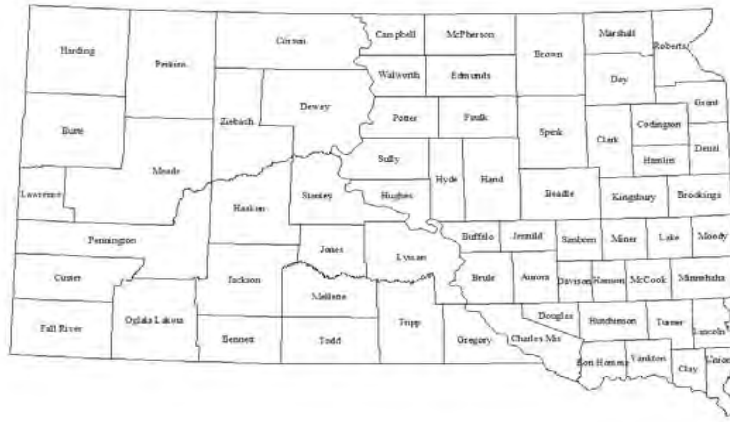 Harding
Perkins
Corson
Campbell
McPherson
Brown
Marshall
Roberts
Walworth
Edmunds
Day
Butte
Ziebach
Dewey
Potter
Faulk
Spink
Clark
Codington
Grant
Hamlin
Deuel
Meade
Sully
Hyde
Hand
Lawrence
Haakon
Stanley
Hughes
Beadle
Kingsbury
Brookings
Pennington
Jones
Lyman
Buffalo
Jerauld
Sanborn
Miner
Lake
Moody
Custer
Jackson
Brule
Aurora
Davison
Hanson
McCook
Minnehaha
Mellette
Fall River
Oglala Lakota
Bennett
Todd
Tripp
Gregory
Charles Mix
Douglas
Hutchinson
Turner
Lincoln
Bon Homme
Yankton
Clay
Union